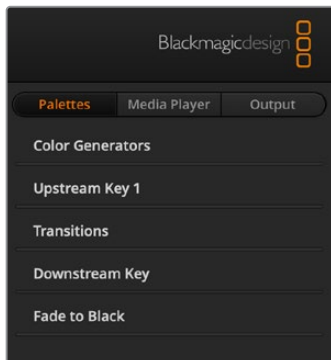 Blackmagicdesign
Palettes Media Player Output
Color Generators
Upstream Key 1
Transitions
Downstream Key
Fade to Black